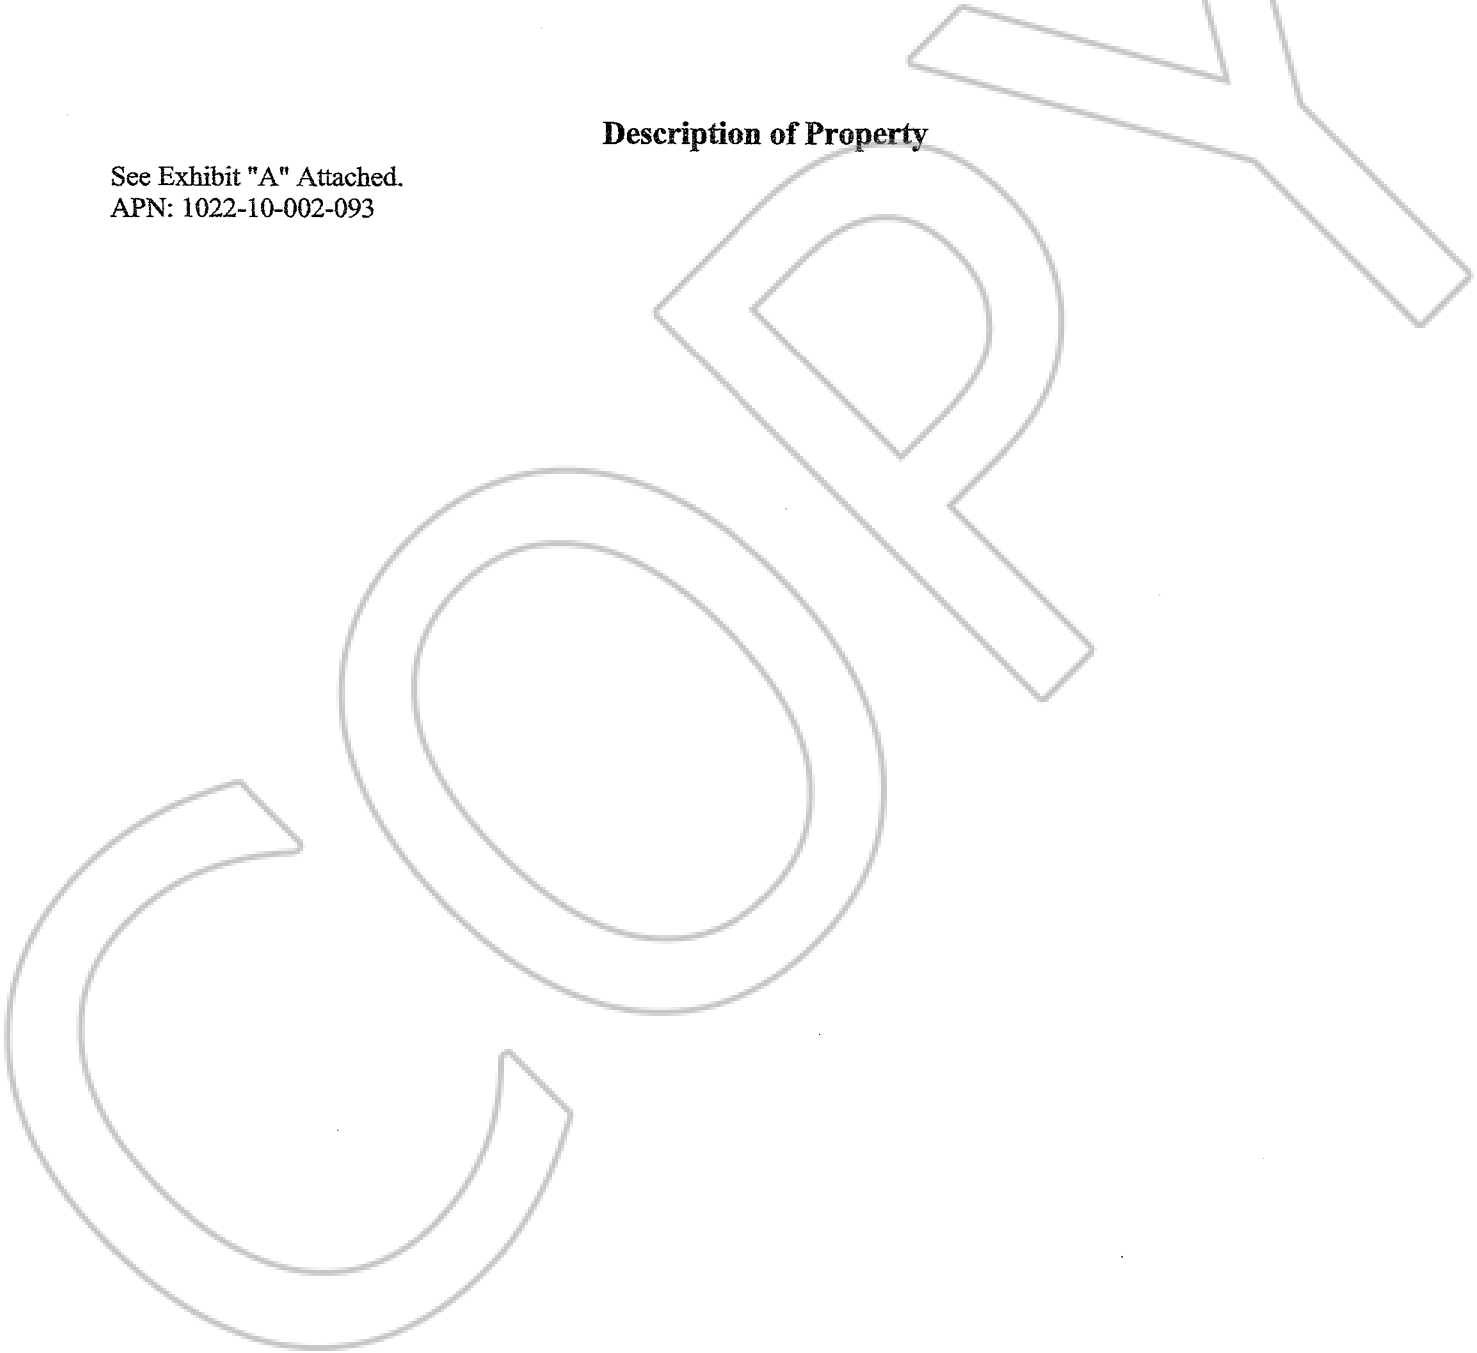 Description of Property
See Exhibit "A" Attached.
APN: 1022-10-002-093
COPY